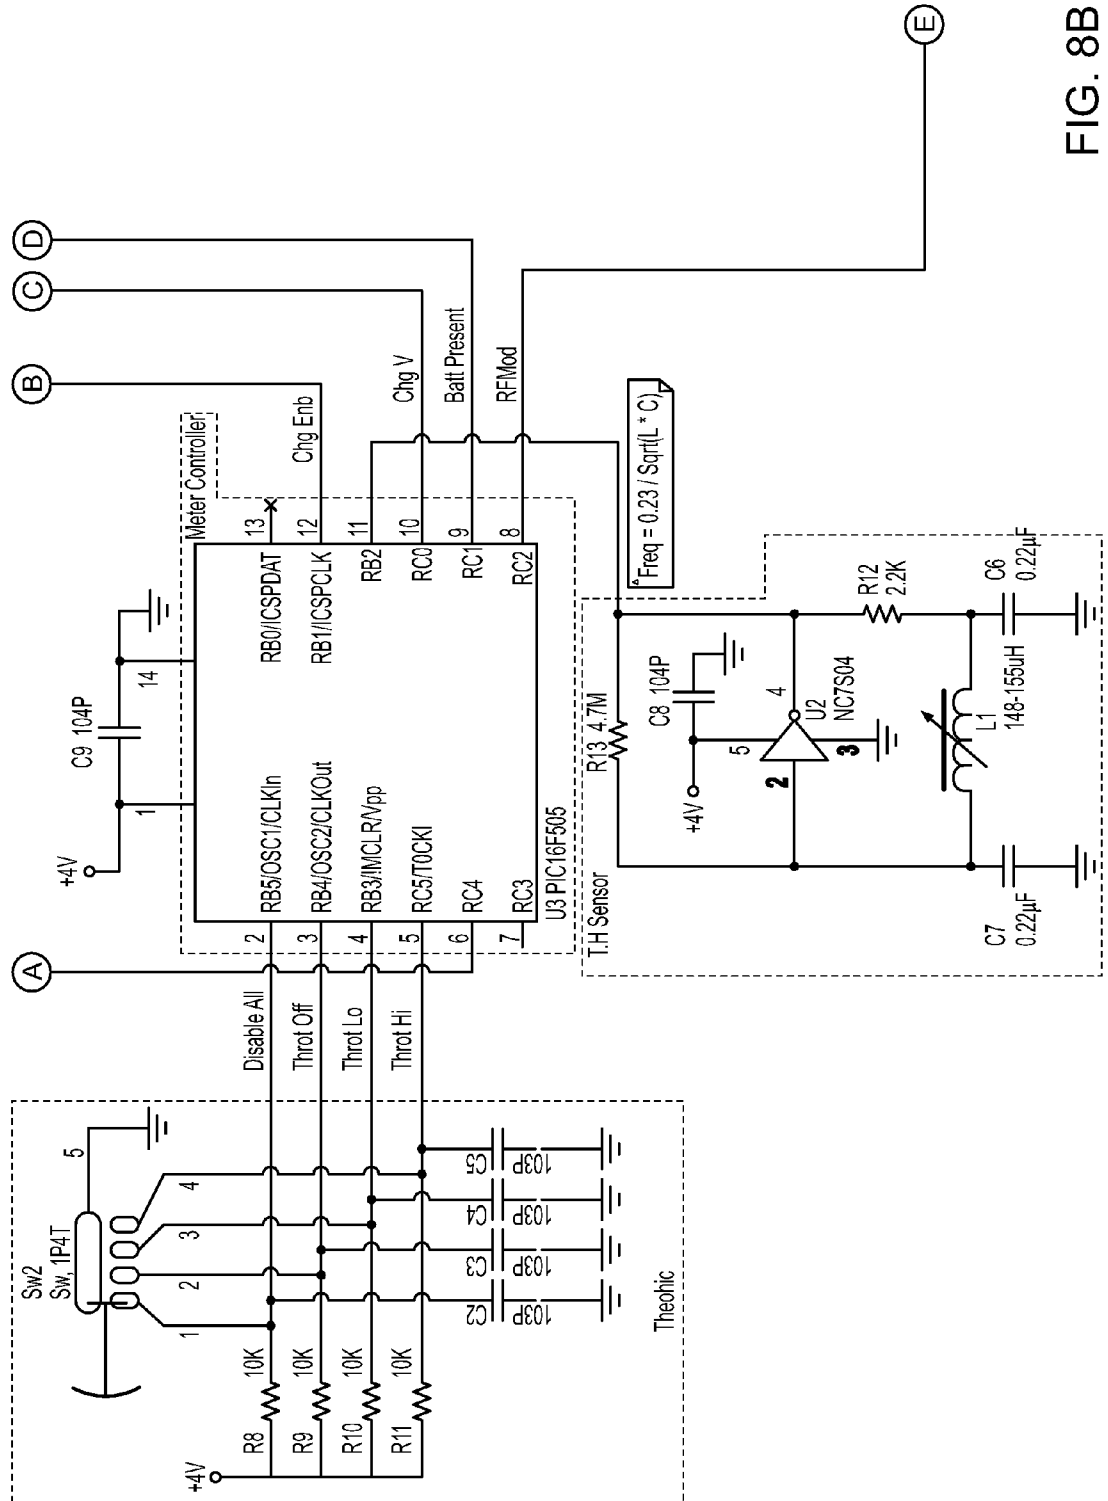 FIG. 8B
A
B
C
D
E
Sw2
Sw, 1P4T
5
1
2
3
4
+4V
R8 10K
R9 10K
R10 10K
R11 10K
C2 103P
C3 103P
C4 103P
C5 103P
Theohic
Disable All
Throt Off
Throt Lo
Throt Hi
+4V
C9 104P
1
14
Meter Controller
2 RB5/OSC1/CLKIn
3 RB4/OSC2/CLKOut
4 RB3/!MCLR/Vpp
5 RC5/T0CKI
6 RC4
7 RC3
RB0/ICSPDAT 13
RB1/ICSPCLK 12
RB2 11
RC0 10
RC1 9
RC2 8
U3 PIC16F505
Chg Enb
Chg V
Batt Present
RFMod
Freq = 0.23 / Sqrt(L * C)
T.H Sensor
R13 4.7M
C8 104P
+4V
5
4
2
3
U2
NC7S04
R12
2.2K
L1
148-155uH
C7
0.22µF
C6
0.22µF